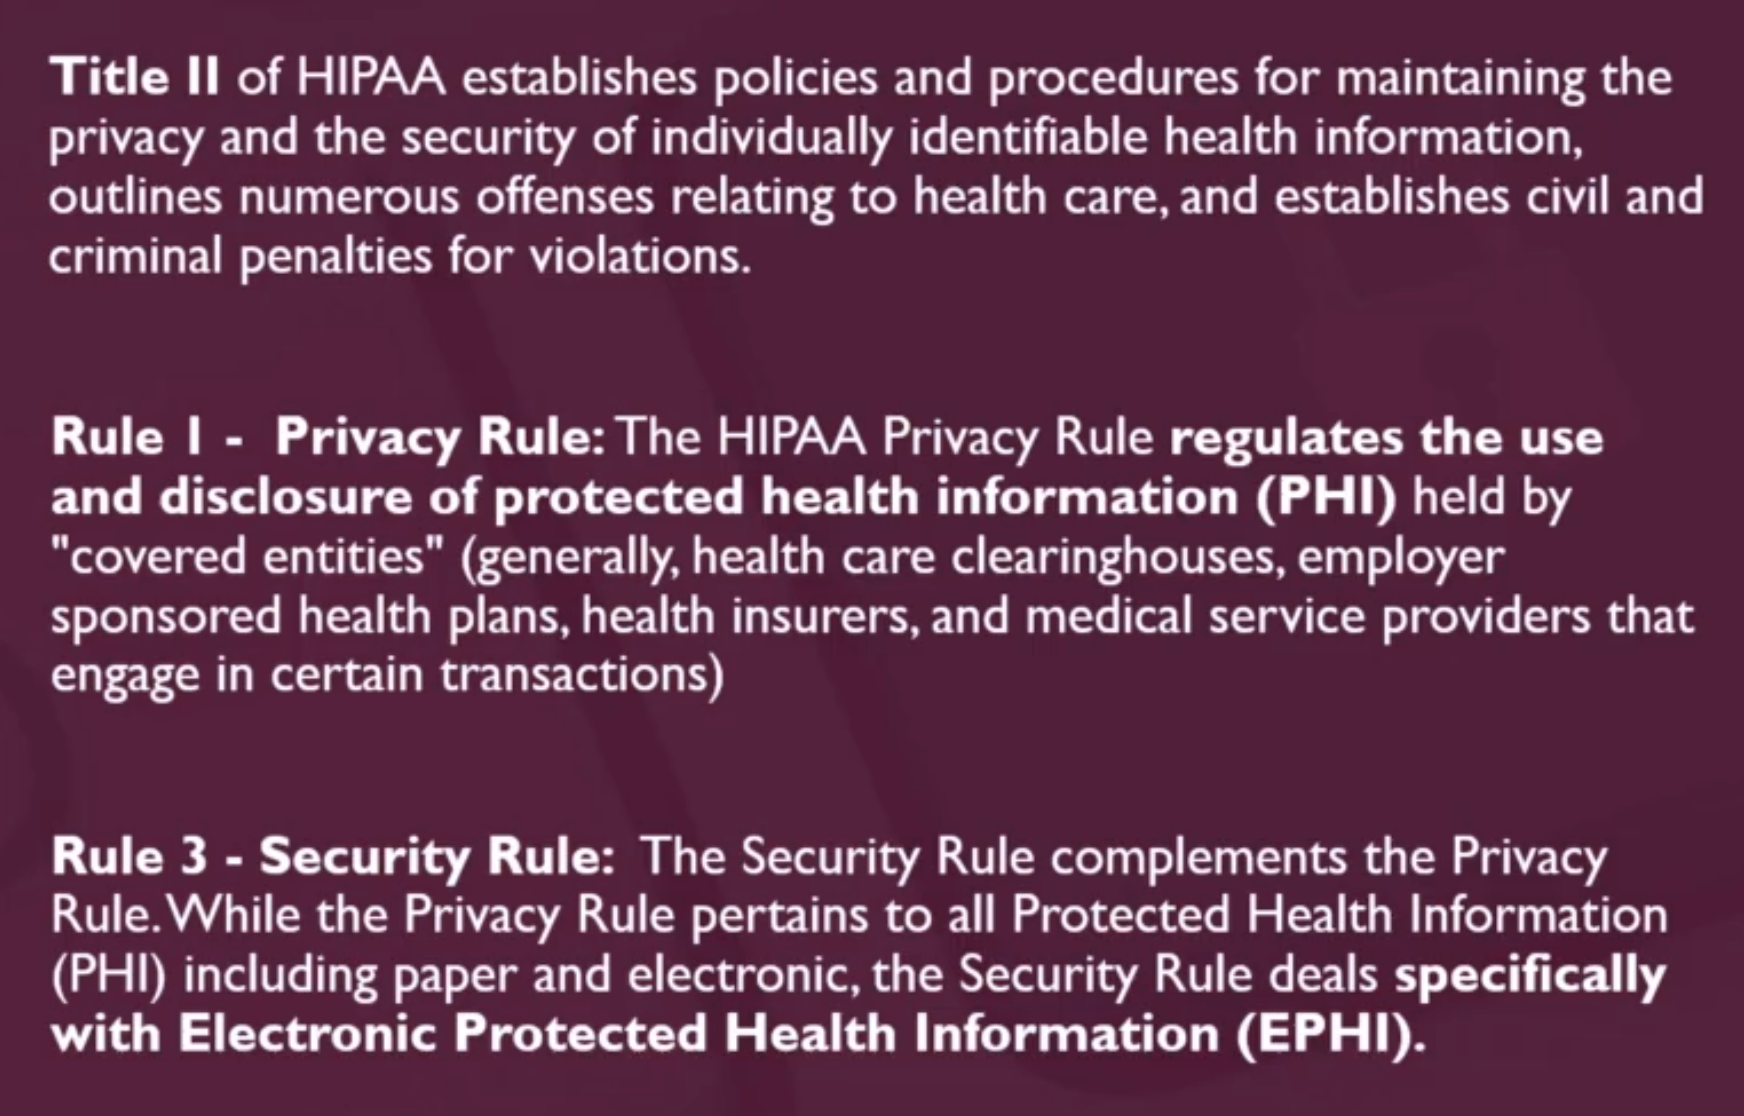 Title II of HIPAA establishes policies and procedures for maintaining the
privacy and the security of individually identifiable health information,
outlines numerous offenses relating to health care, and establishes civil and
criminal penalties for violations.
Rule 1 - Privacy Rule: The HIPAA Privacy Rule regulates the use
and disclosure of protected health information (PHI) held by
"covered entities" (generally, health care clearinghouses, employer
sponsored health plans, health insurers, and medical service providers that
engage in certain transactions)
Rule 3 - Security Rule: The Security Rule complements the Privacy
Rule. While the Privacy Rule pertains to all Protected Health Information
(PHI) including paper and electronic, the Security Rule deals specifically
with Electronic Protected Health Information (EPHI).